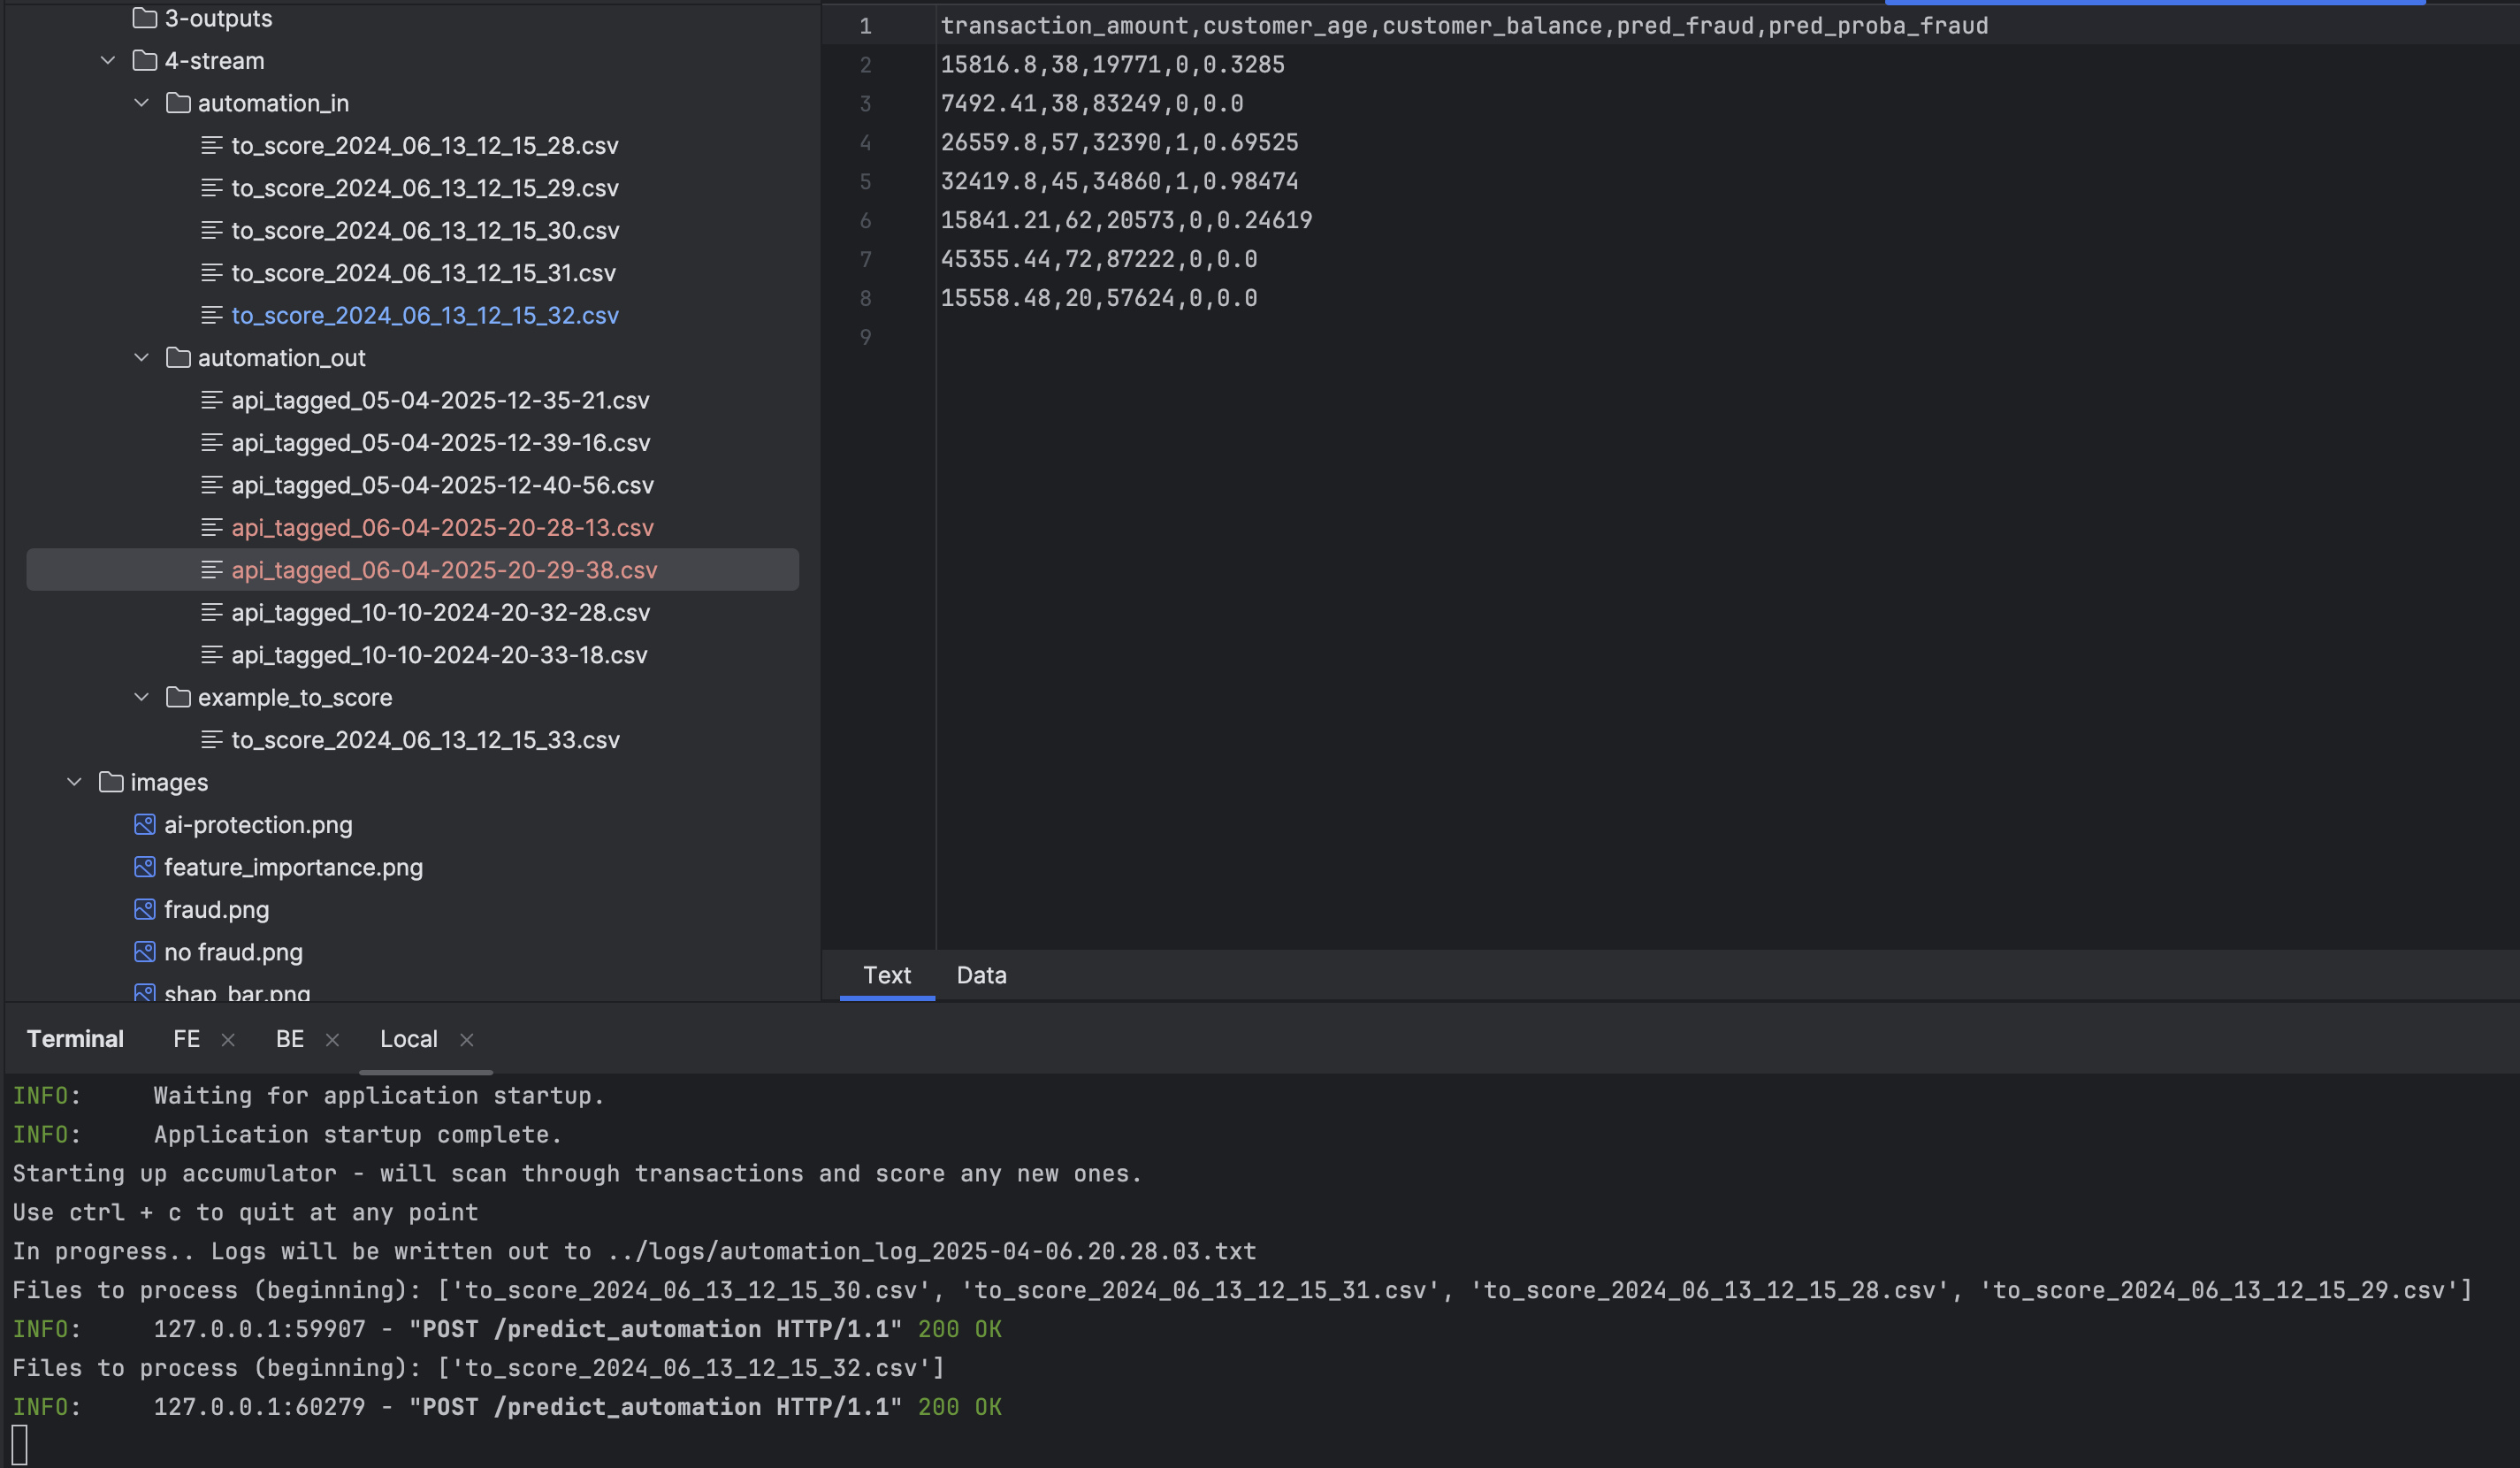 3-outputs
4-stream
automation_in
to_score_2024_06_13_12_15_28.csv
to_score_2024_06_13_12_15_29.csv
to_score_2024_06_13_12_15_30.csv
to_score_2024_06_13_12_15_31.csv
to_score_2024_06_13_12_15_32.csv
automation_out
api_tagged_05-04-2025-12-35-21.csv
api_tagged_05-04-2025-12-39-16.csv
api_tagged_05-04-2025-12-40-56.csv
api_tagged_06-04-2025-20-28-13.csv
api_tagged_06-04-2025-20-29-38.csv
api_tagged_10-10-2024-20-32-28.csv
api_tagged_10-10-2024-20-33-18.csv
example_to_score
to_score_2024_06_13_12_15_33.csv
images
ai-protection.png
feature_importance.png
fraud.png
no fraud.png
shap_bar.png
1 transaction_amount,customer_age,customer_balance,pred_fraud,pred_proba_fraud
2 15816.8,38,19771,0,0.3285
3 7492.41,38,83249,0,0.0
4 26559.8,57,32390,1,0.69525
5 32419.8,45,34860,1,0.98474
6 15841.21,62,20573,0,0.24619
7 45355.44,72,87222,0,0.0
8 15558.48,20,57624,0,0.0
9
Text Data
Terminal FE BE Local
INFO: Waiting for application startup.
INFO: Application startup complete.
Starting up accumulator - will scan through transactions and score any new ones.
Use ctrl + c to quit at any point
In progress.. Logs will be written out to ../logs/automation_log_2025-04-06.20.28.03.txt
Files to process (beginning): ['to_score_2024_06_13_12_15_30.csv', 'to_score_2024_06_13_12_15_31.csv', 'to_score_2024_06_13_12_15_28.csv', 'to_score_2024_06_13_12_15_29.csv']
INFO: 127.0.0.1:59907 - "POST /predict_automation HTTP/1.1" 200 OK
Files to process (beginning): ['to_score_2024_06_13_12_15_32.csv']
INFO: 127.0.0.1:60279 - "POST /predict_automation HTTP/1.1" 200 OK